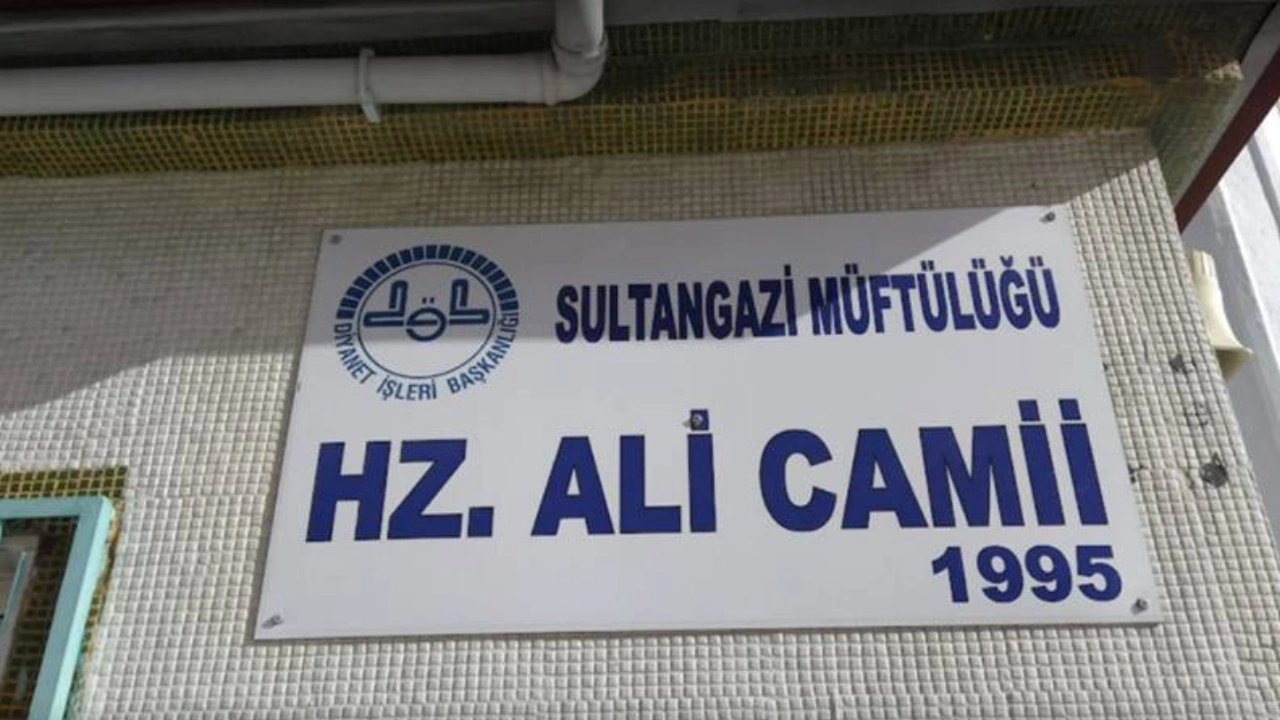 DİYANET İŞLERİ BAŞKANLIĞI
SULTANGAZİ MÜFTÜLÜĞÜ
HZ. ALİ CAMİİ
1995